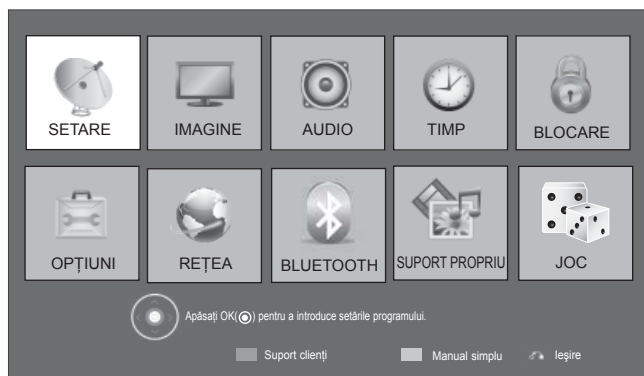 SETARE IMAGINE AUDIO TIMP BLOCARE
OPȚIUNI REȚEA BLUETOOTH SUPORT PROPRIU JOC
Apăsați OK(◉) pentru a introduce setările programului.
Suport clienți Manual simplu Ieşire